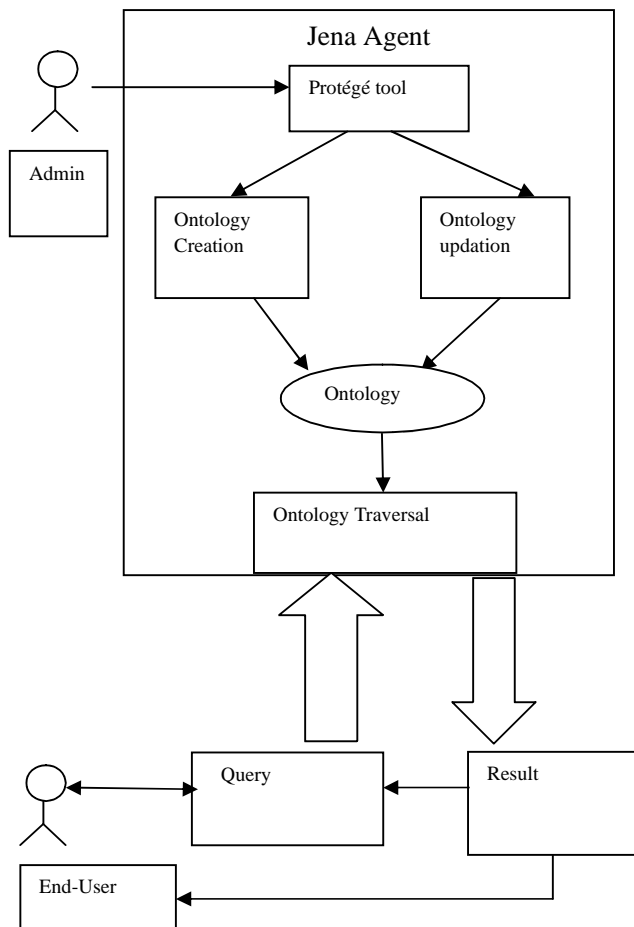 Jena Agent
Protégé tool
Admin
Ontology
Creation
Ontology
updation
Ontology
Ontology Traversal
Query
Result
End-User